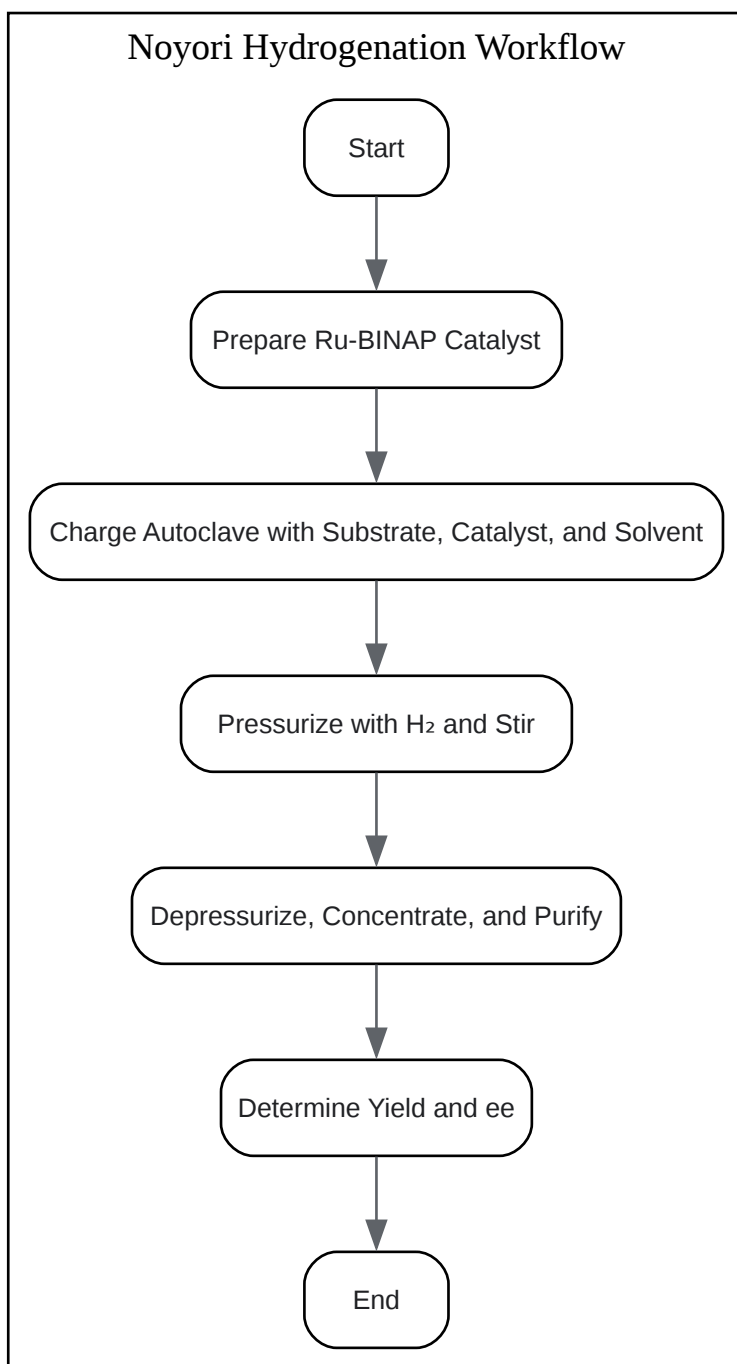 Noyori Hydrogenation Workflow
Start
Prepare Ru-BINAP Catalyst
Charge Autoclave with Substrate, Catalyst, and Solvent
Pressurize with H₂ and Stir
Depressurize, Concentrate, and Purify
Determine Yield and ee
End